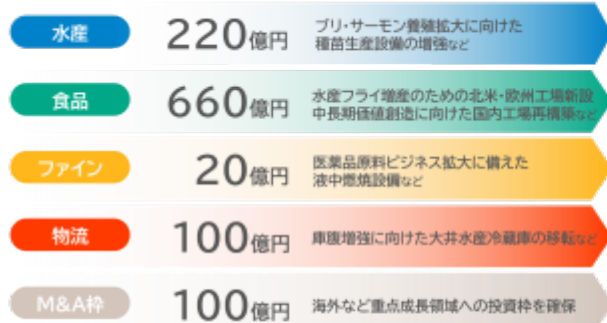 水産
220億円
ブリ・サーモン養殖拡大に向けた
種苗生産設備の増強など
食品
660億円
水産フライ増産のための北米・欧州工場新設
中長期価値創造に向けた国内工場再構築など
ファイン
20億円
医薬品原料ビジネス拡大に備えた
液中燃焼設備など
物流
100億円
庫腹増強に向けた大井水産冷蔵庫の移転など
M&A枠
100億円
海外など重点成長領域への投資枠を確保